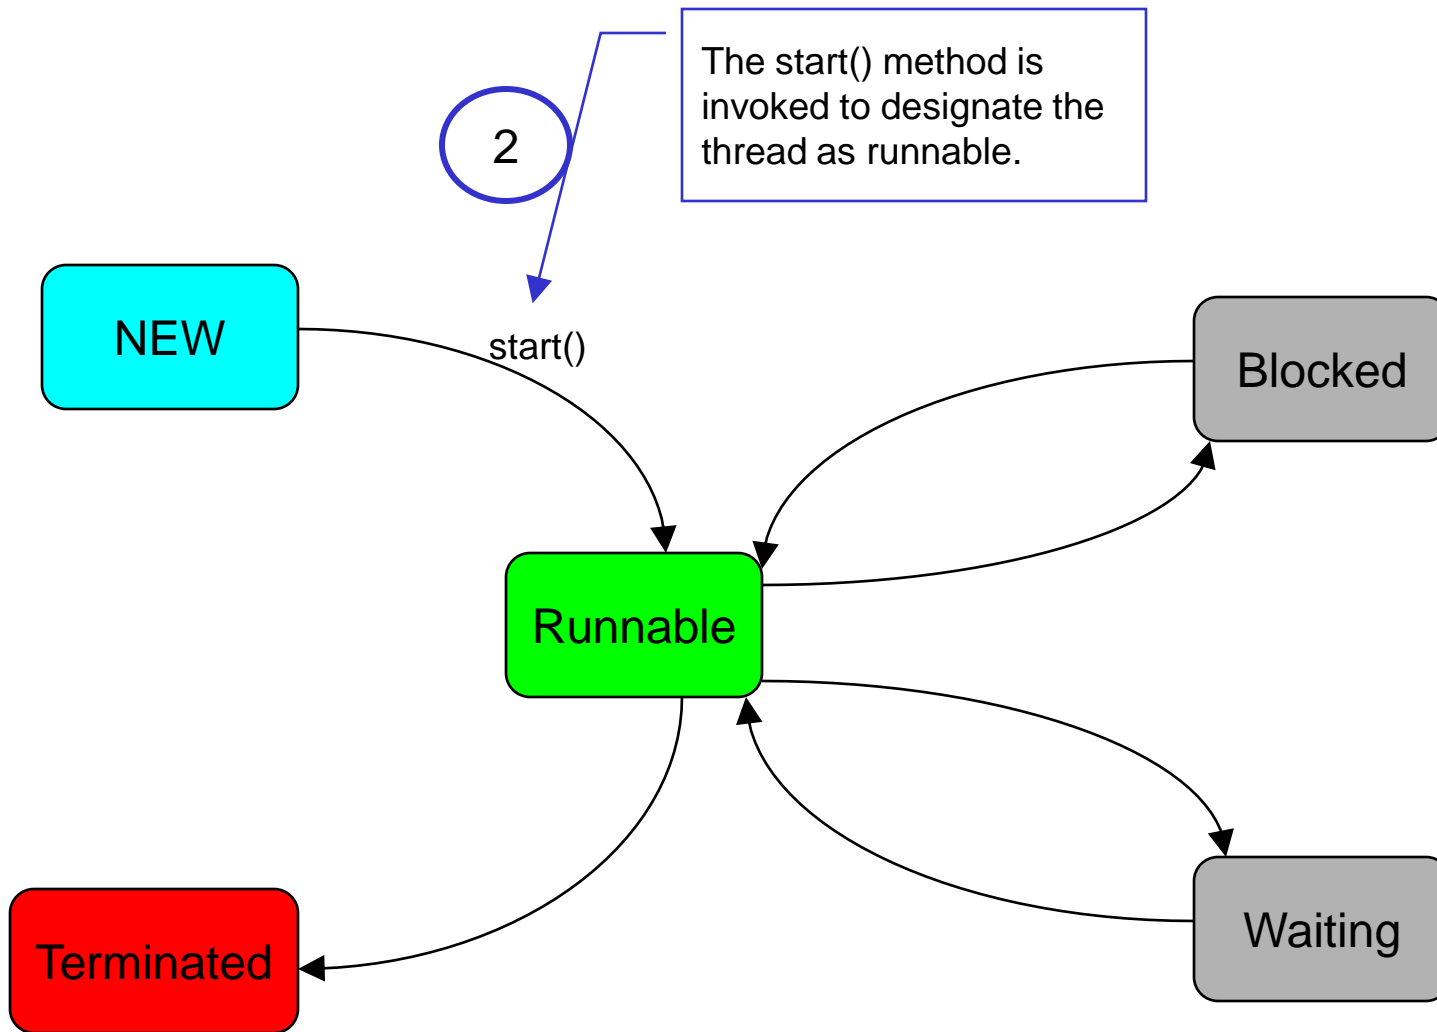 The start() method is
invoked to designate the
thread as runnable.
2
NEW
start()
Blocked
Runnable
Terminated
Waiting